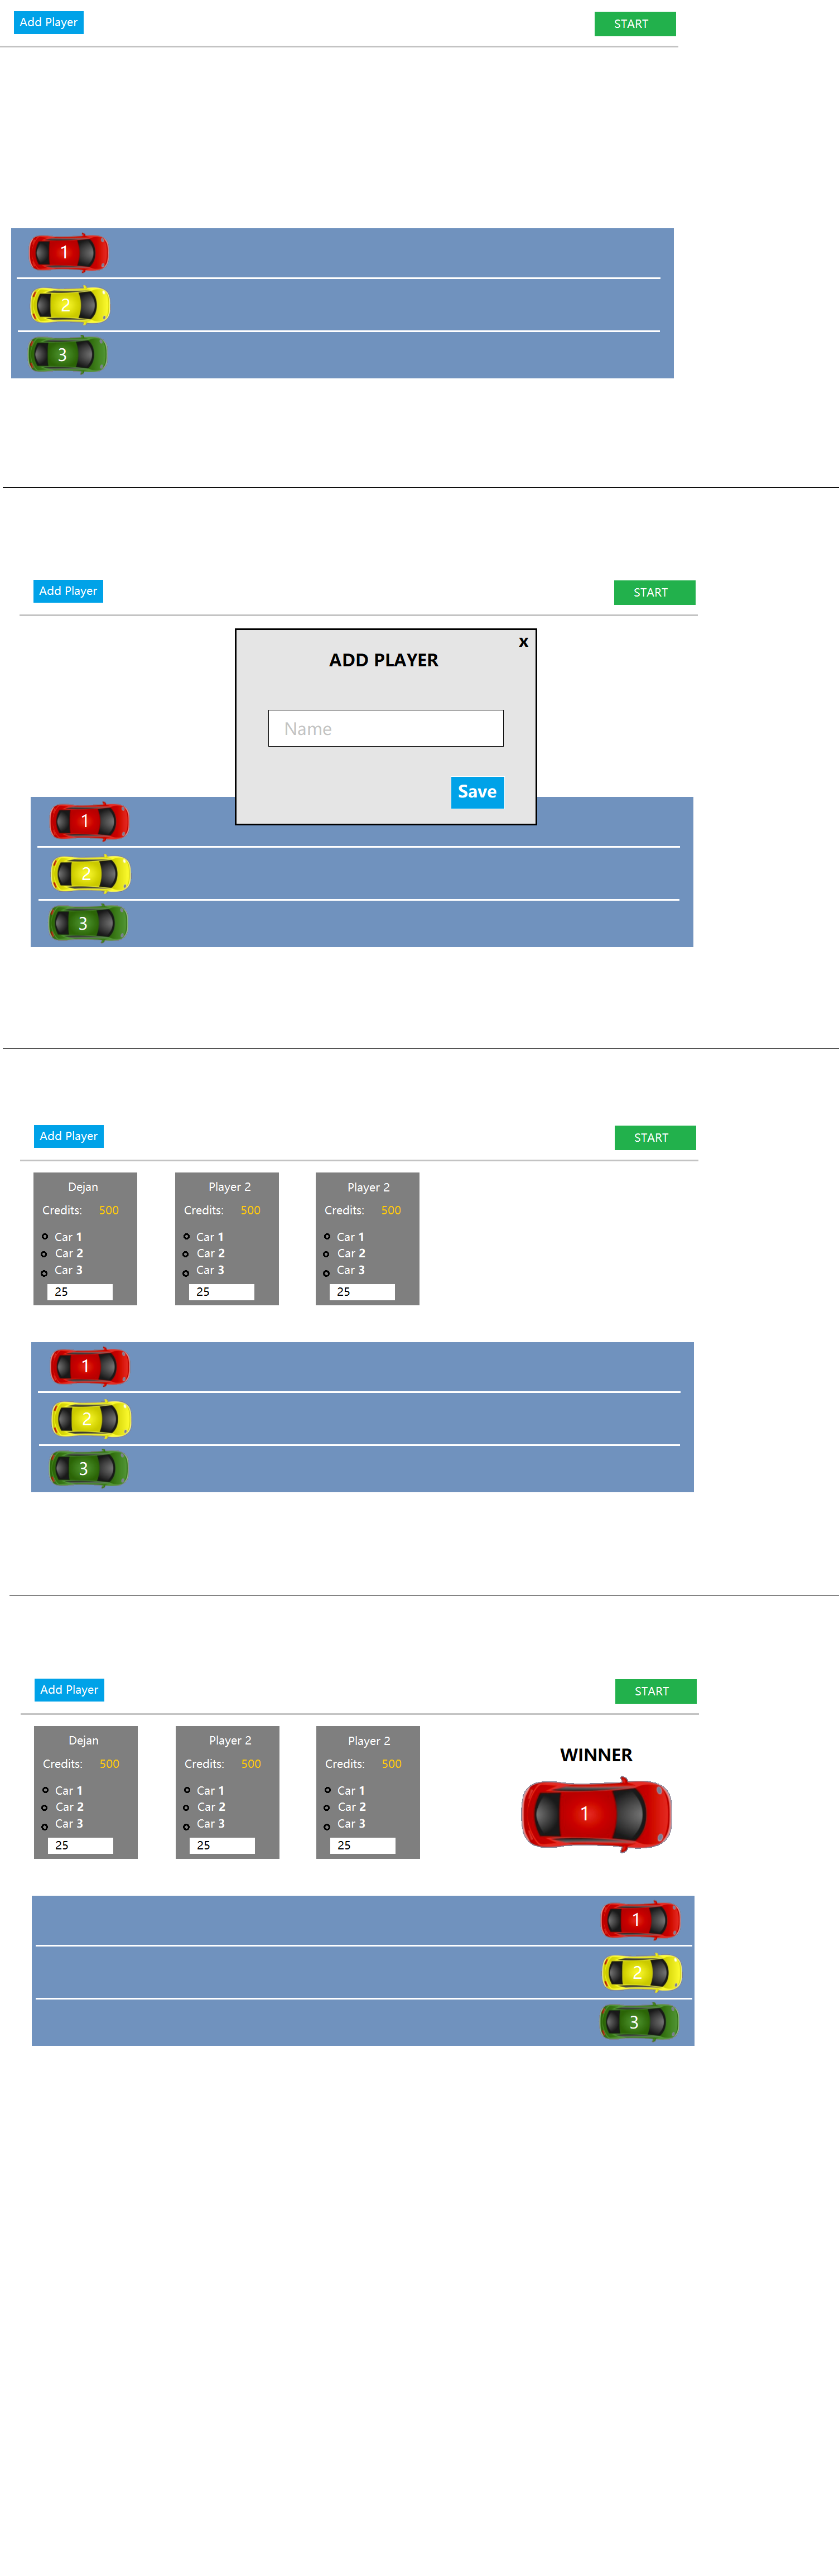 Add Player START
1
2
3
Add Player START
x
ADD PLAYER
Name
Save
1
2
3
Add Player START
Dejan Player 2 Player 2
Credits: 500 Credits: 500 Credits: 500
Car 1 Car 1 Car 1
Car 2 Car 2 Car 2
Car 3 Car 3 Car 3
25 25 25
1
2
3
Add Player START
Dejan Player 2 Player 2
WINNER
Credits: 500 Credits: 500 Credits: 500
Car 1 Car 1 Car 1
Car 2 Car 2 Car 2
Car 3 Car 3 Car 3
25 25 25
1
1
2
3